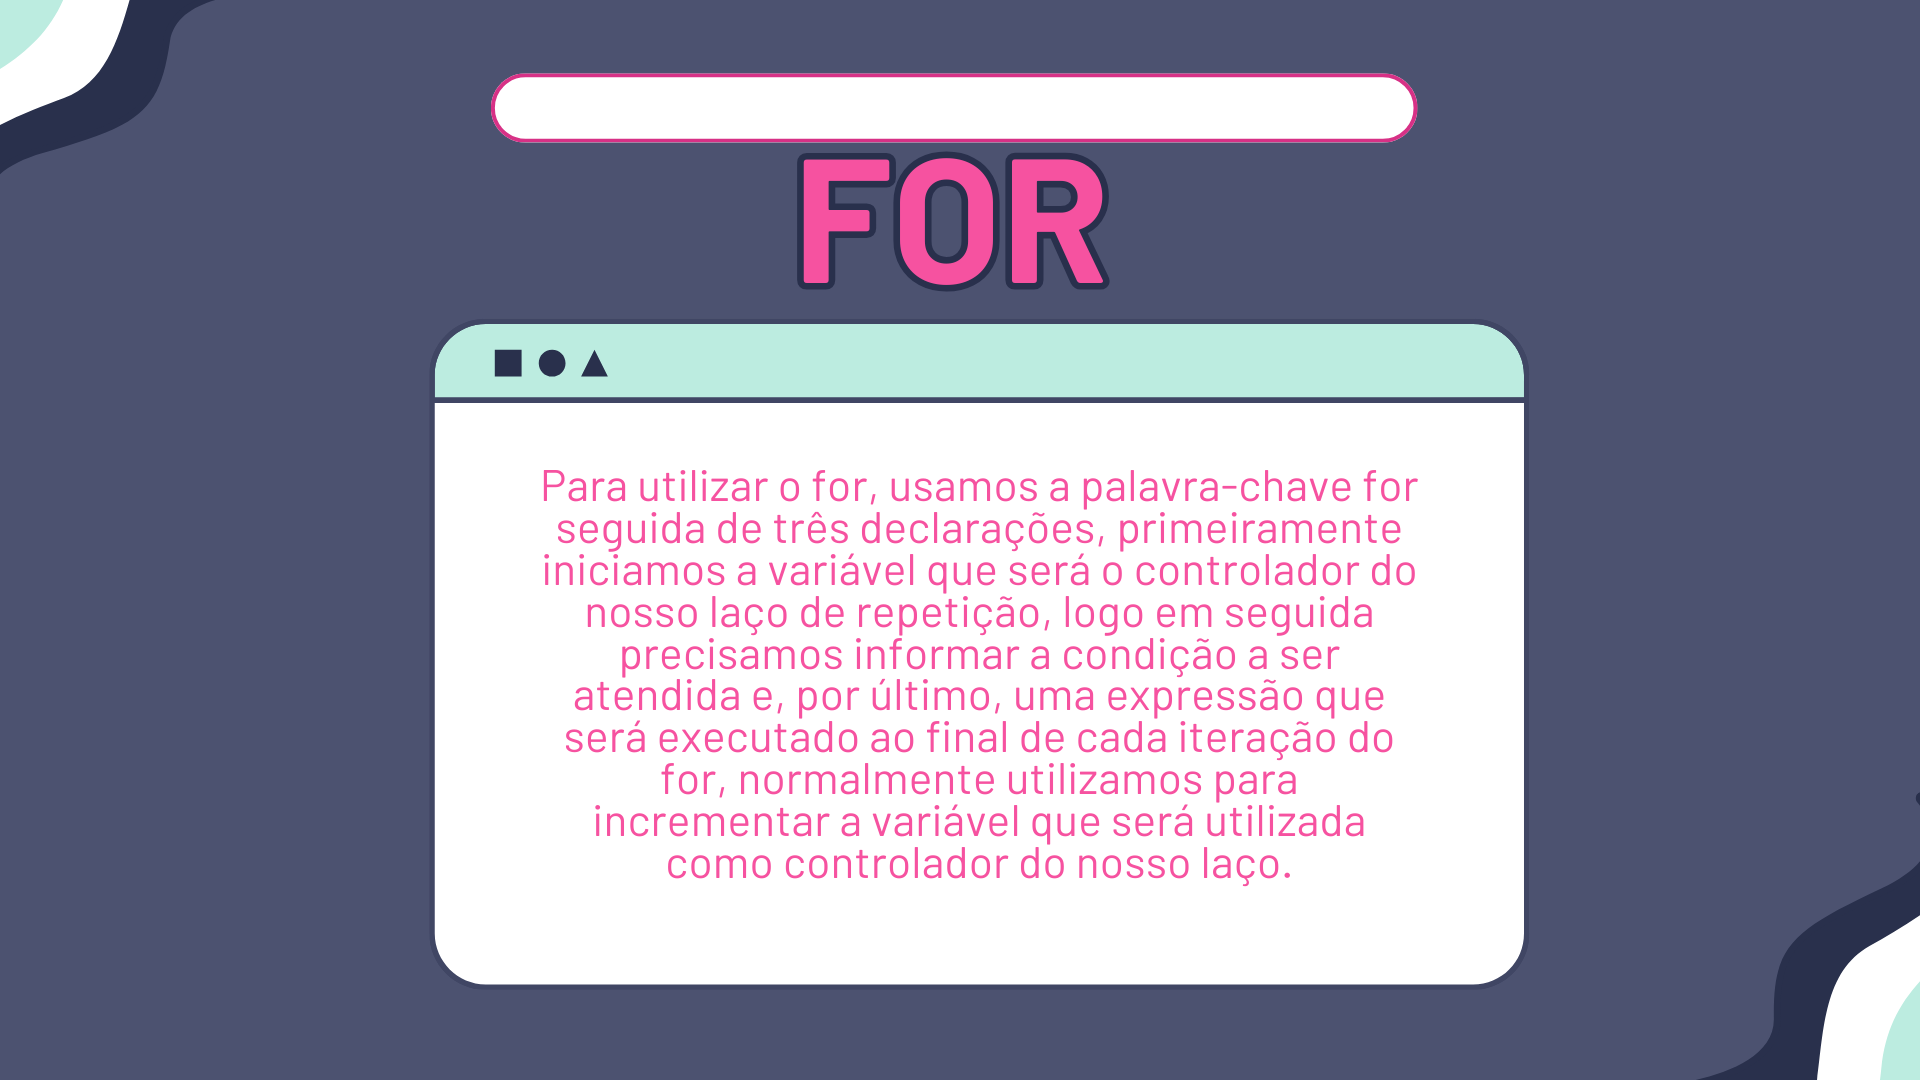 FOR
Para utilizar o for, usamos a palavra-chave for
seguida de três declarações, primeiramente
iniciamos a variável que será o controlador do
nosso laço de repetição, logo em seguida
precisamos informar a condição a ser
atendida e, por último, uma expressão que
será executado ao final de cada iteração do
for, normalmente utilizamos para
incrementar a variável que será utilizada
como controlador do nosso laço.